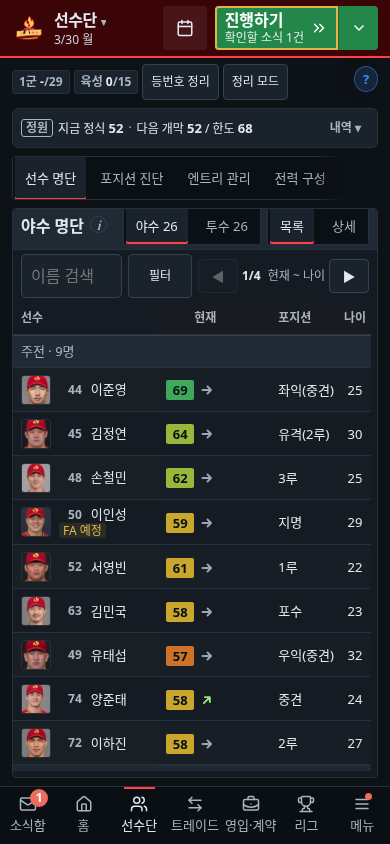 선수단 ▾
3/30 월
진행하기
확인할 소식 1건
1군 -/29
육성 0/15
등번호 정리
정리 모드
?
정원 지금 정식 52 · 다음 개막 52 / 한도 68
내역 ▾
선수 명단
포지션 진단
엔트리 관리
전력 구성
야수 명단 i
야수 26
투수 26
목록
상세
이름 검색
필터
◀ 1/4 현재 ~ 나이 ▶
선수 현재 포지션 나이
주전 · 9명
44 이준영 69 → 좌익(중견) 25
45 김정연 64 → 유격(2루) 30
48 손철민 62 → 3루 25
50 이인성 59 → 지명 29
FA 예정
52 서영빈 61 → 1루 22
63 김민국 58 → 포수 23
49 유태섭 57 → 우익(중견) 32
74 양준태 58 ↗ 중견 24
72 이하진 58 → 2루 27
1
소식함
홈
선수단
트레이드
영입·계약
리그
메뉴